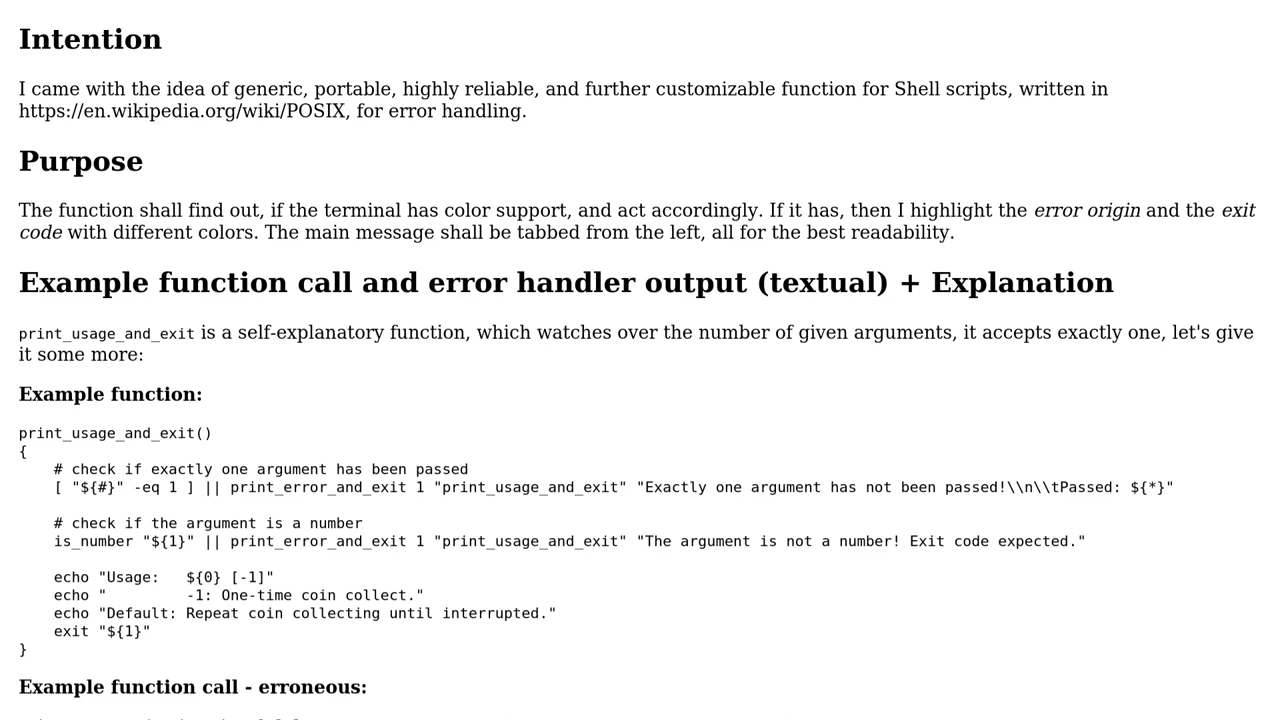 Intention
I came with the idea of generic, portable, highly reliable, and further customizable function for Shell scripts, written in
https://en.wikipedia.org/wiki/POSIX, for error handling.
Purpose
The function shall find out, if the terminal has color support, and act accordingly. If it has, then I highlight the error origin and the exit
code with different colors. The main message shall be tabbed from the left, all for the best readability.
Example function call and error handler output (textual) + Explanation
print_usage_and_exit is a self-explanatory function, which watches over the number of given arguments, it accepts exactly one, let's give
it some more:
Example function:
print_usage_and_exit()
{
    # check if exactly one argument has been passed
    [ "${#}" -eq 1 ] || print_error_and_exit 1 "print_usage_and_exit" "Exactly one argument has not been passed!\\n\\tPassed: ${*}"

    # check if the argument is a number
    is_number "${1}" || print_error_and_exit 1 "print_usage_and_exit" "The argument is not a number! Exit code expected."

    echo "Usage:   ${0} [-1]"
    echo "         -1: One-time coin collect."
    echo "Default: Repeat coin collecting until interrupted."
    exit "${1}"
}
Example function call - erroneous: